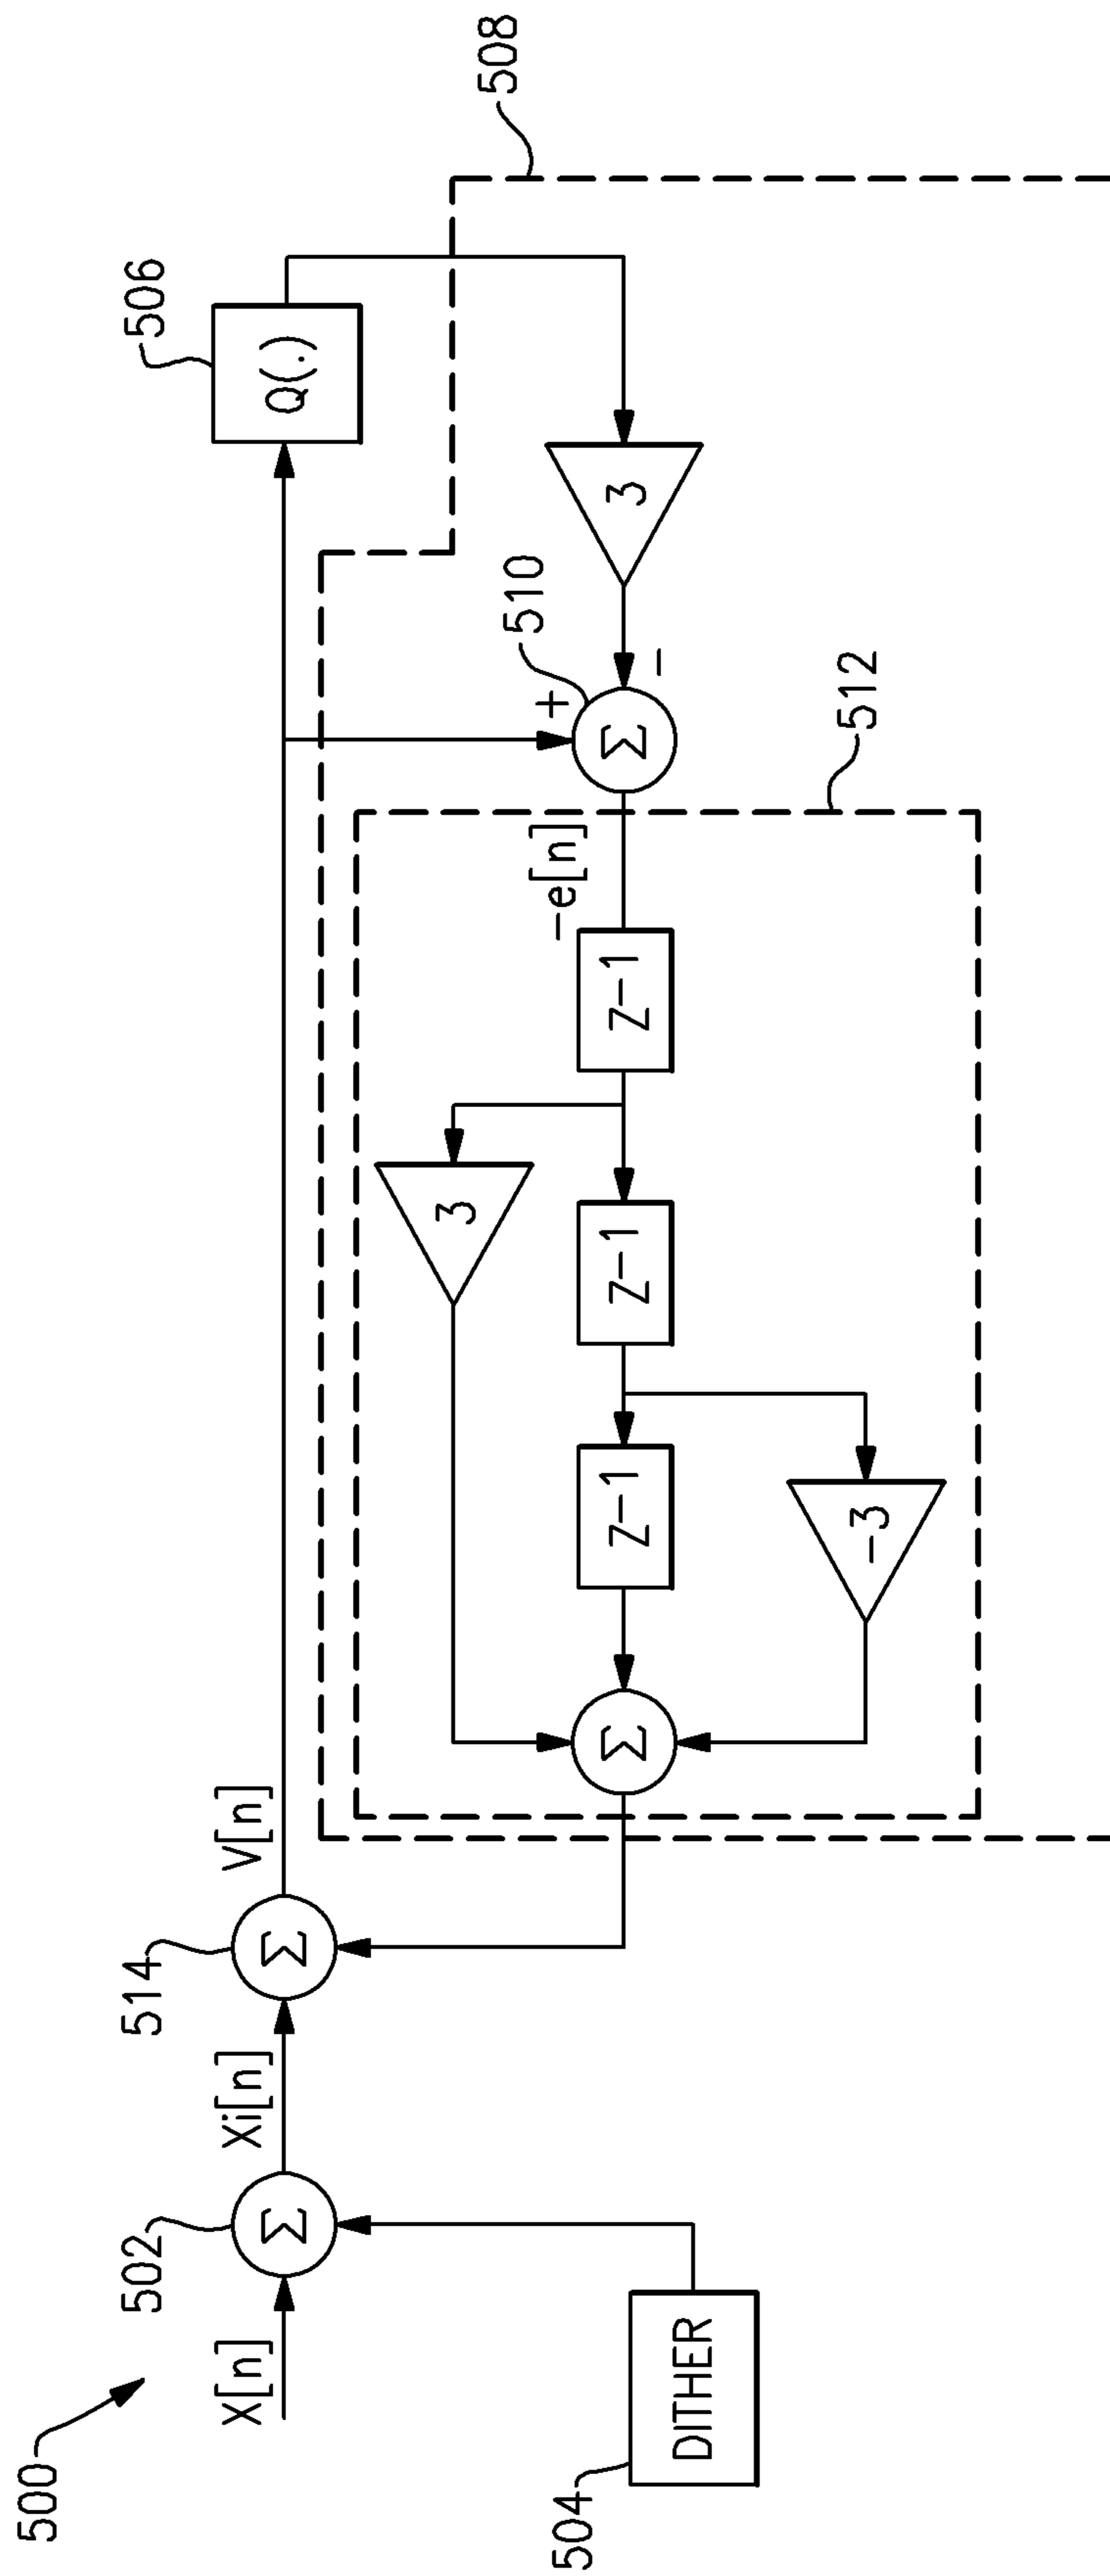 500
X[n]
502
Σ
Xi[n]
514
Σ
V[n]
506
Q(.)
508
504
DITHER
Σ
Z-1
3
Z-1
-3
Z-1
-e[n]
510
+
Σ
-
3
512